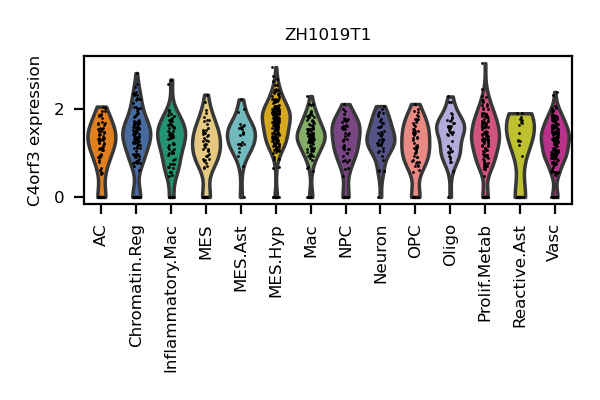 ZH1019T1
C4orf3 expression
2
0
AC
Chromatin.Reg
Inflammatory.Mac
MES
MES.Ast
MES.Hyp
Mac
NPC
Neuron
OPC
Oligo
Prolif.Metab
Reactive.Ast
Vasc